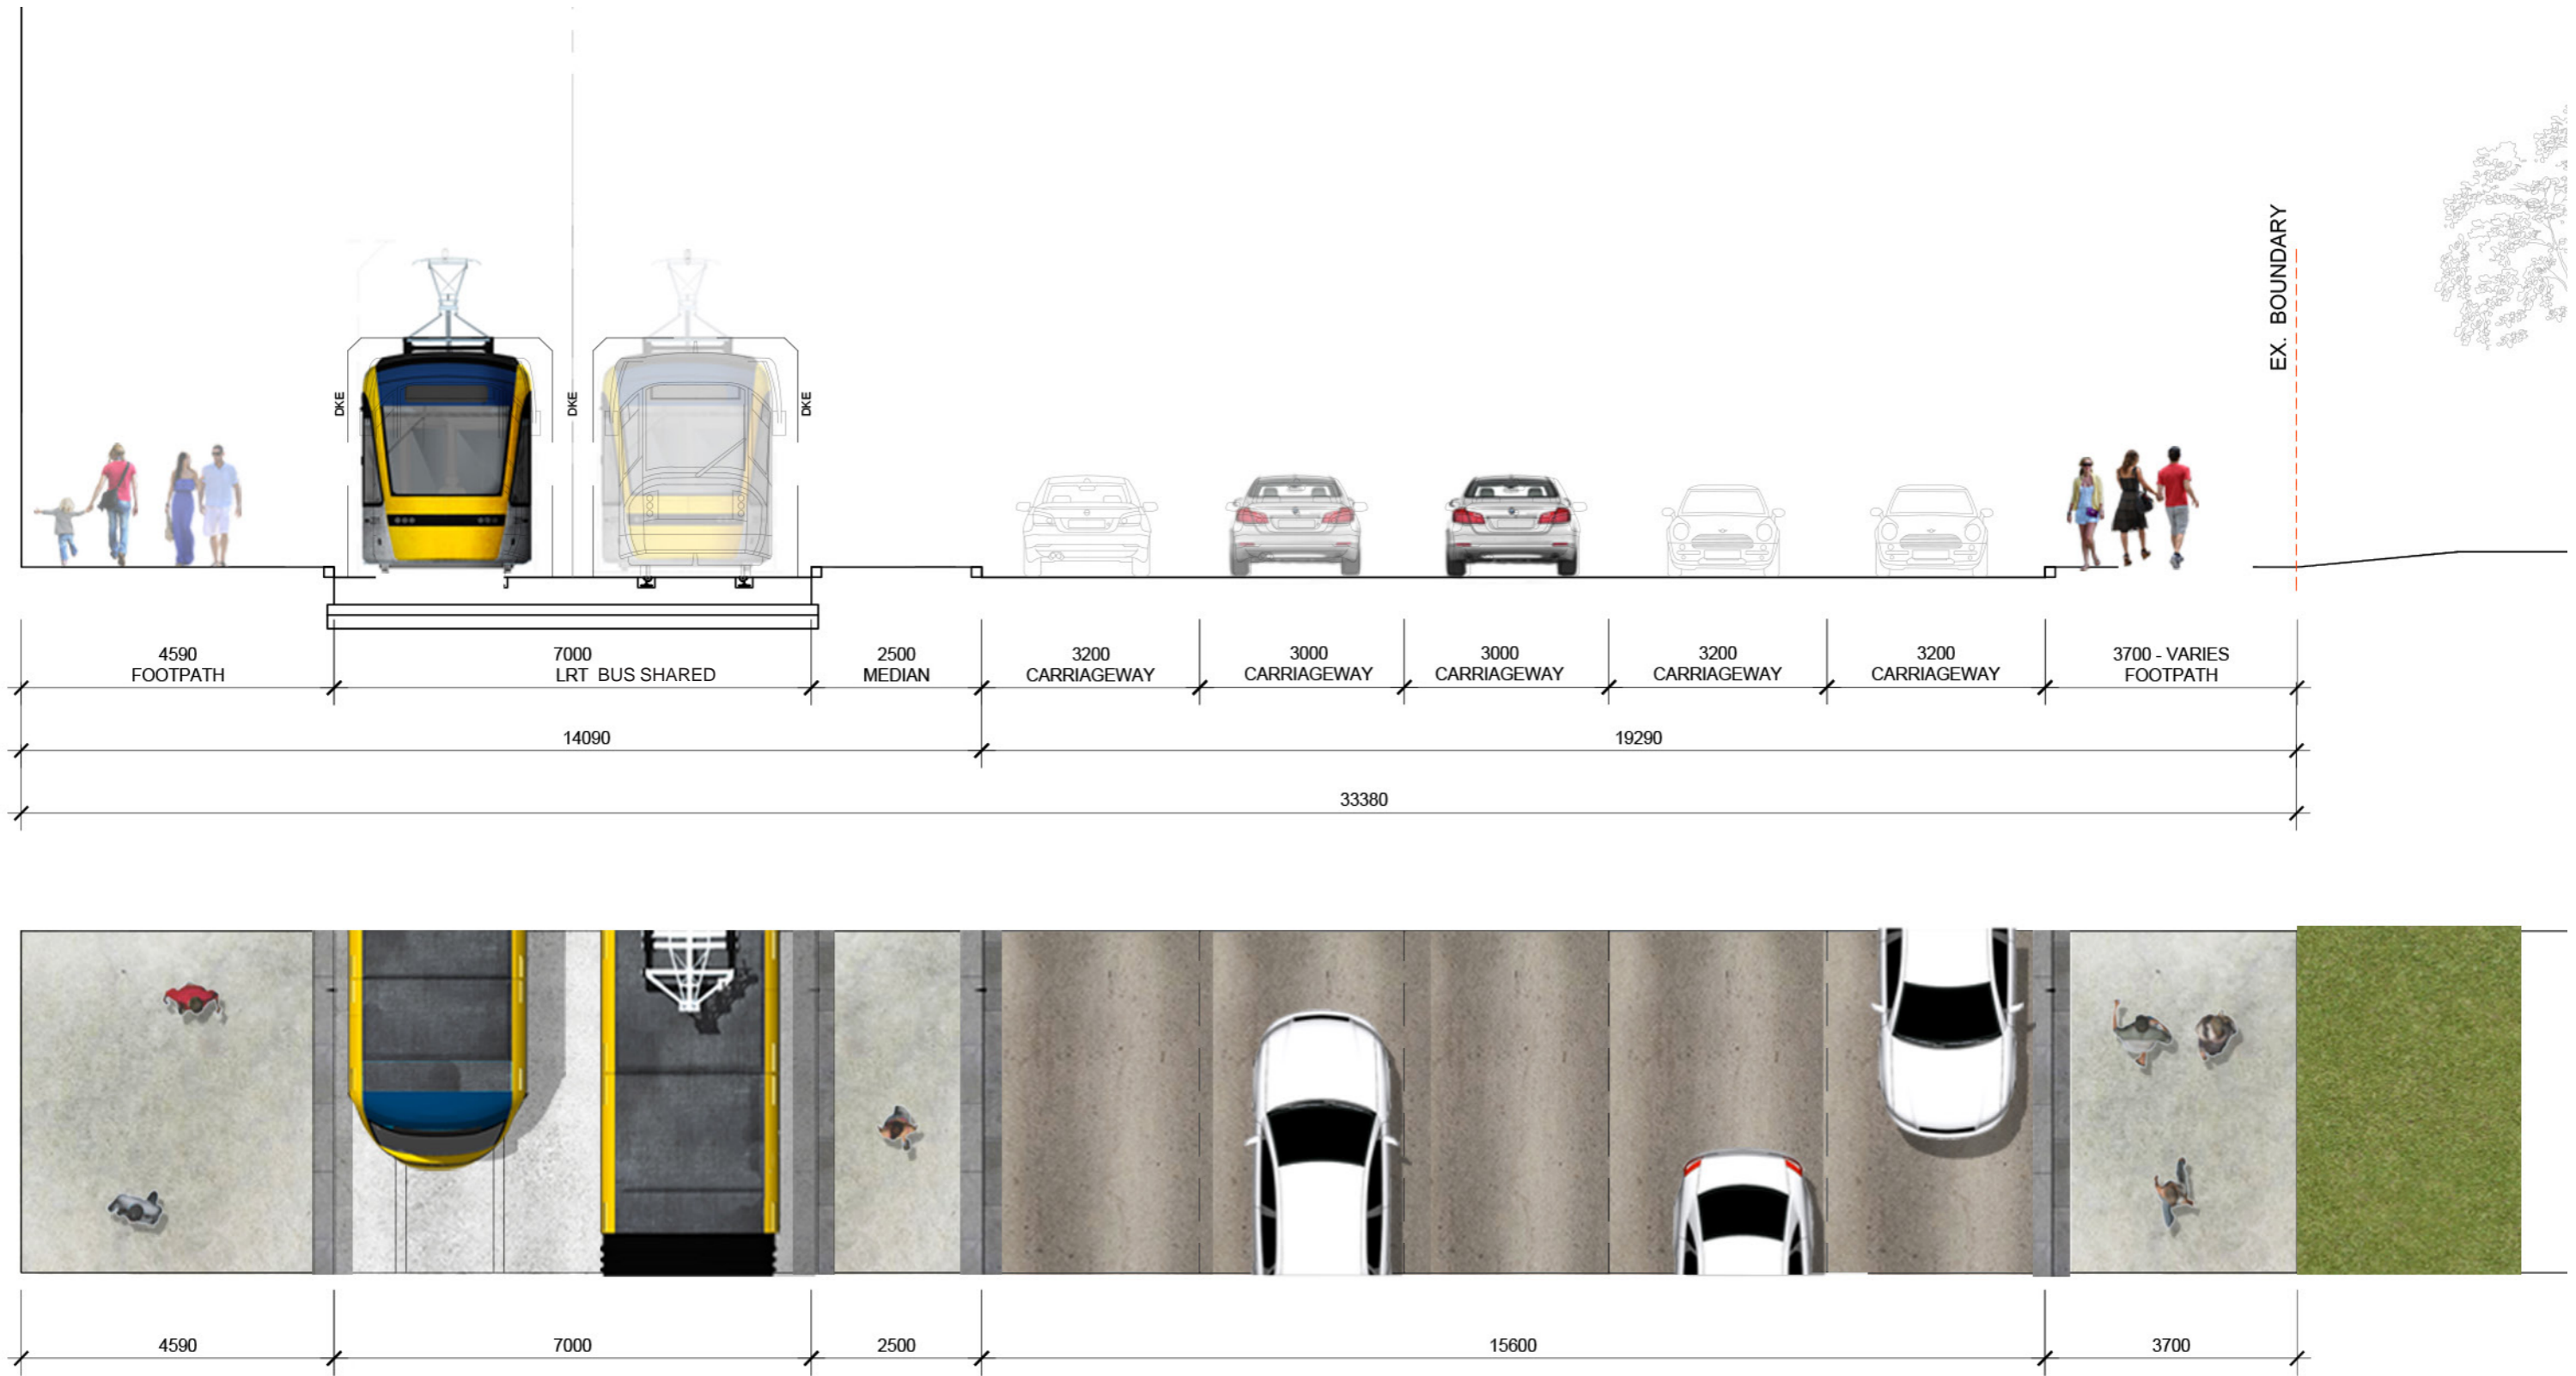 EX. BOUNDARY
DKE
DKE
DKE
4590
FOOTPATH
7000
LRT BUS SHARED
2500
MEDIAN
3200
CARRIAGEWAY
3000
CARRIAGEWAY
3000
CARRIAGEWAY
3200
CARRIAGEWAY
3200
CARRIAGEWAY
3700 - VARIES
FOOTPATH
14090
19290
33380
4590
7000
2500
15600
3700